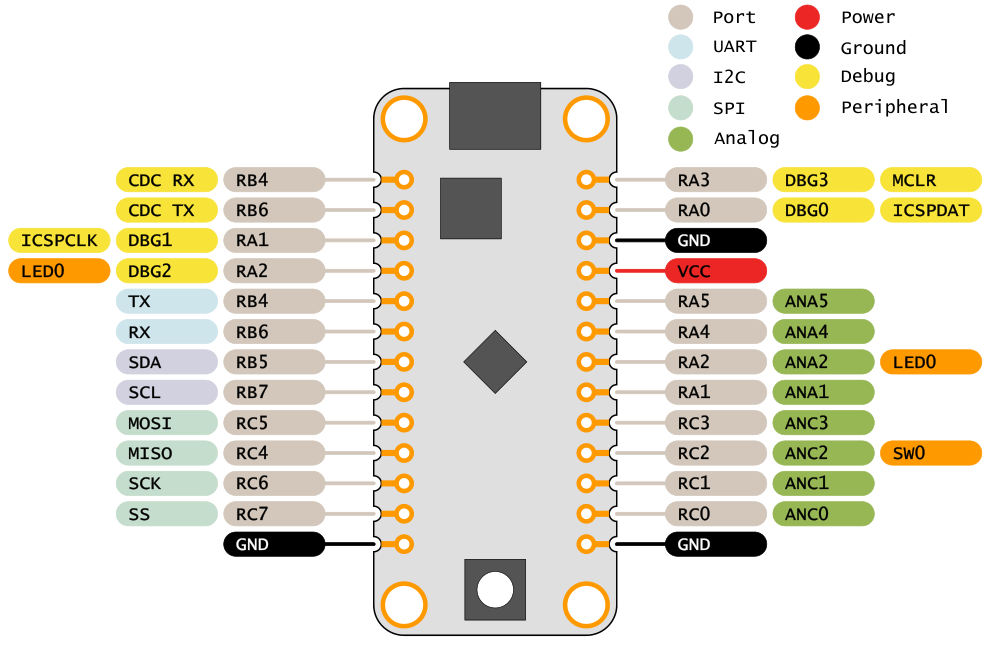 Port Power
UART Ground
I2C Debug
SPI Peripheral
Analog
CDC RX RB4 RA3 DBG3 MCLR
CDC TX RB6 RA0 DBG0 ICSPDAT
ICSPCLK DBG1 RA1 GND
LED0 DBG2 RA2 VCC
TX RB4 RA5 ANA5
RX RB6 RA4 ANA4
SDA RB5 RA2 ANA2 LED0
SCL RB7 RA1 ANA1
MOSI RC5 RC3 ANC3
MISO RC4 RC2 ANC2 SW0
SCK RC6 RC1 ANC1
SS RC7 RC0 ANC0
GND GND